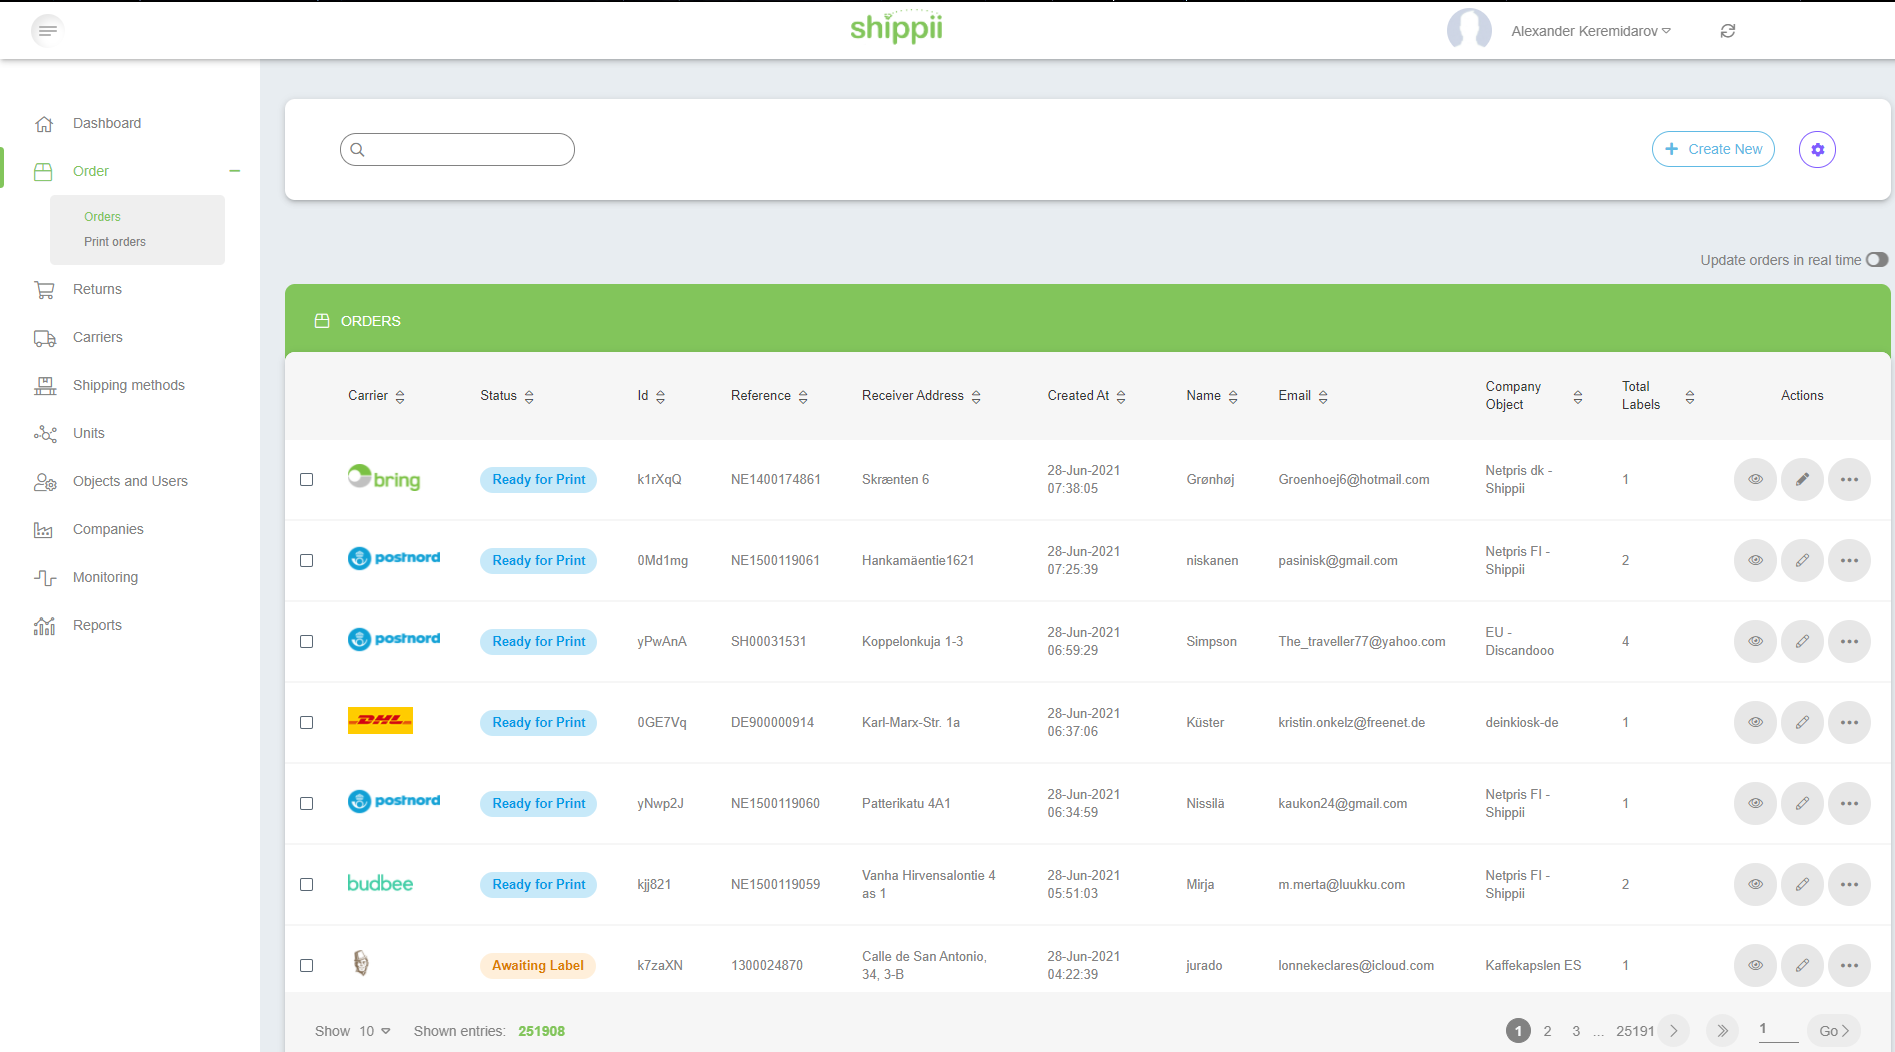 shippii
Alexander Keremidarov
Dashboard
Order
Orders
Print orders
Returns
Carriers
Shipping methods
Units
Objects and Users
Companies
Monitoring
Reports
Create New
Update orders in real time
ORDERS
Carrier Status Id Reference Receiver Address Created At Name Email Company Object Total Labels Actions
bring Ready for Print k1rXqQ NE1400174861 Skrænten 6 28-Jun-2021 07:38:05 Grønhøj Groenhoej6@hotmail.com Netpris dk - Shippii 1
postnord Ready for Print 0Md1mg NE1500119061 Hankamäentie1621 28-Jun-2021 07:25:39 niskanen pasinisk@gmail.com Netpris FI - Shippii 2
postnord Ready for Print yPwAnA SH00031531 Koppelonkuja 1-3 28-Jun-2021 06:59:29 Simpson The_traveller77@yahoo.com EU - Discandooo 4
DHL Ready for Print 0GE7Vq DE900000914 Karl-Marx-Str. 1a 28-Jun-2021 06:37:06 Küster kristin.onkelz@freenet.de deinkiosk-de 1
postnord Ready for Print yNwp2J NE1500119060 Patterikatu 4A1 28-Jun-2021 06:34:59 Nissilä kaukon24@gmail.com Netpris FI - Shippii 1
budbee Ready for Print kjj821 NE1500119059 Vanha Hirvensalontie 4 as 1 28-Jun-2021 05:51:03 Mirja m.merta@luukku.com Netpris FI - Shippii 2
Awaiting Label k7zaXN 1300024870 Calle de San Antonio, 34, 3-B 28-Jun-2021 04:22:39 jurado lonnekeclares@icloud.com Kaffekapslen ES 1
Show 10 Shown entries: 251908 1 2 3 ... 25191 1 Go